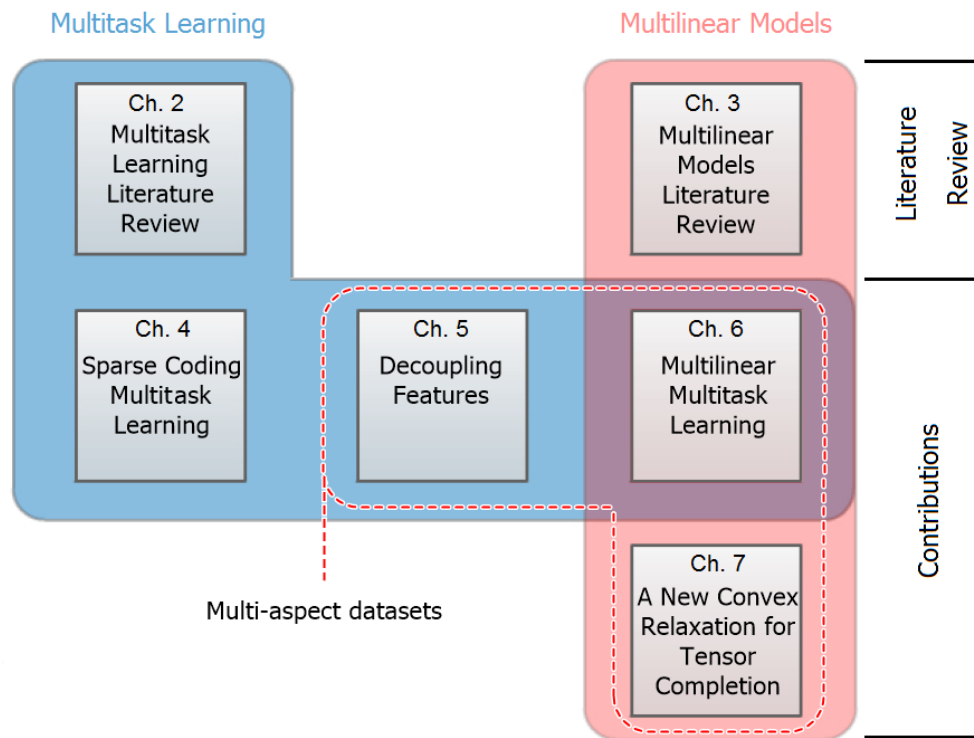 Multitask Learning
Multilinear Models
Ch. 2
Multitask
Learning
Literature
Review
Ch. 3
Multilinear
Models
Literature
Review
Literature
Review
Ch. 4
Sparse Coding
Multitask
Learning
Ch. 5
Decoupling
Features
Ch. 6
Multilinear
Multitask
Learning
Contributions
Multi-aspect datasets
Ch. 7
A New Convex
Relaxation for
Tensor
Completion